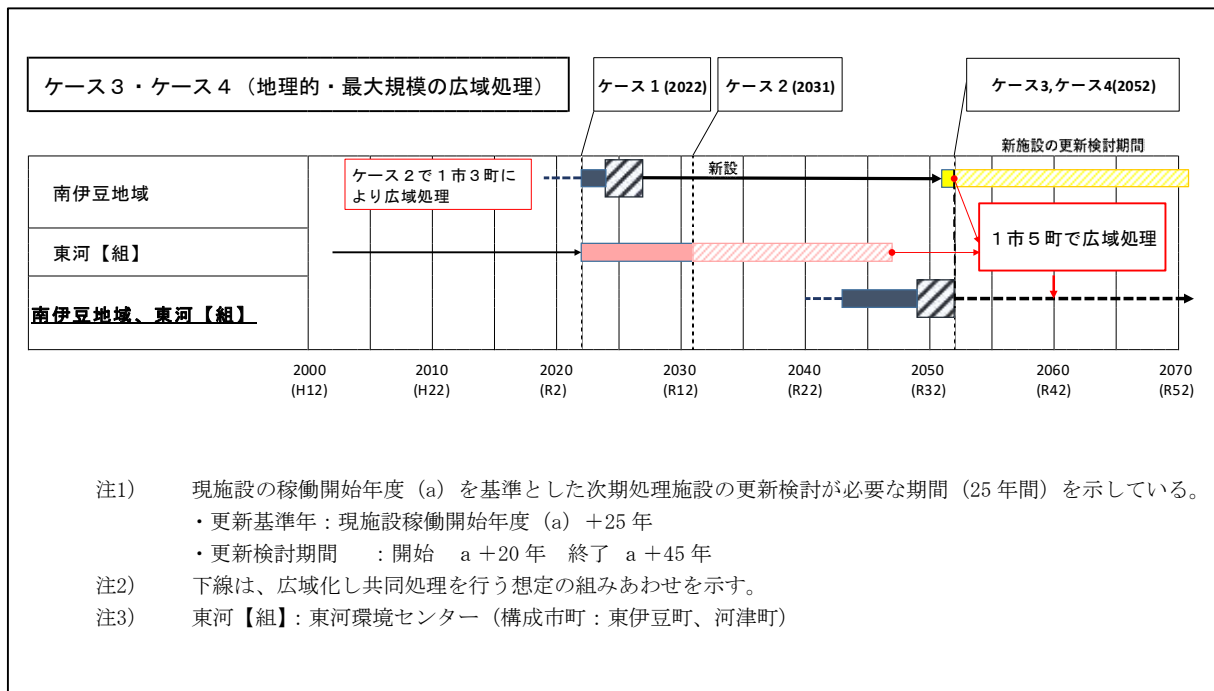 ケース３・ケース４（地理的・最大規模の広域処理）
ケース１(2022)
ケース２(2031)
ケース3,ケース4(2052)
新施設の更新検討期間
南伊豆地域
ケース２で１市３町に
より広域処理
新設
東河【組】
１市５町で広域処理
南伊豆地域、東河【組】
2000 2010 2020 2030 2040 2050 2060 2070
(H12) (H22) (R2) (R12) (R22) (R32) (R42) (R52)
注1) 現施設の稼働開始年度（a）を基準とした次期処理施設の更新検討が必要な期間（25 年間）を示している。
・更新基準年：現施設稼働開始年度（a）＋25 年
・更新検討期間 ：開始 a＋20 年 終了 a＋45 年
注2) 下線は、広域化し共同処理を行う想定の組みあわせを示す。
注3) 東河【組】：東河環境センター（構成市町：東伊豆町、河津町）